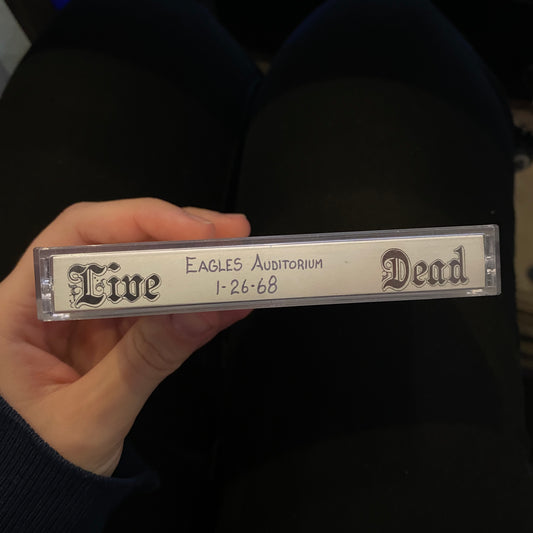 Live
EAGLES AUDITORIUM
1-26-68
Dead